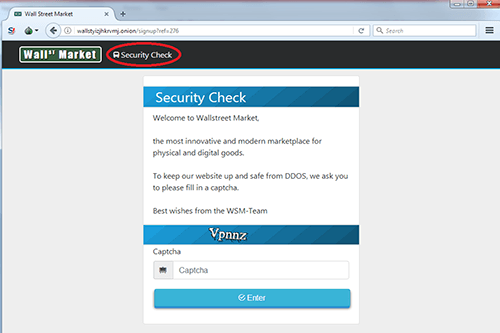 Wall Street Market
wallstyizjhkrvmj.onion/signup?ref=276
Search
Wall ST Market Security Check
Security Check
Welcome to Wallstreet Market,
the most innovative and modern marketplace for
physical and digital goods.
To keep our website up and safe from DDOS, we ask you
to please fill in a captcha.
Best wishes from the WSM-Team
Vpnnz
Captcha
Captcha
Enter